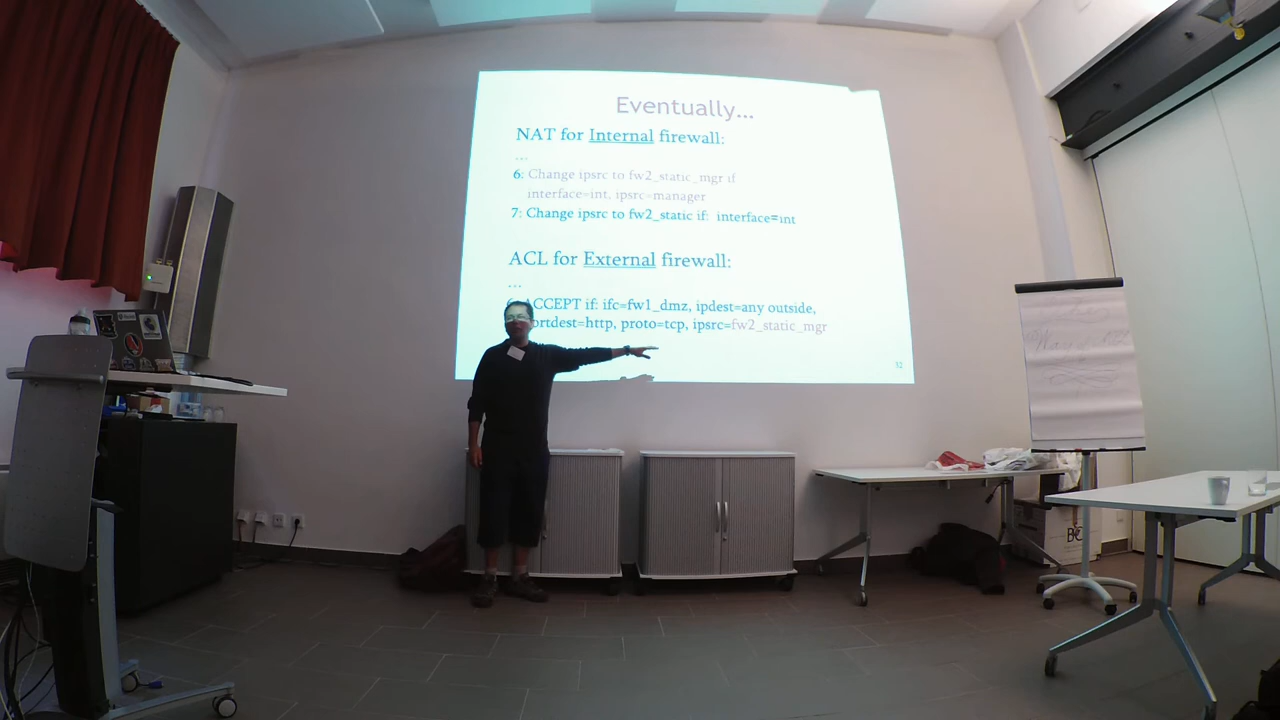 Eventually...
NAT for Internal firewall:
...
6: Change ipsrc to fw2_static_mgr if
interface=int, ipsrc=manager
7: Change ipsrc to fw2_static if: interface=int
ACL for External firewall:
...
ACCEPT if: ifc=fw1_dmz, ipdest=any outside,
ortdest=http, proto=tcp, ipsrc=fw2_static_mgr
32